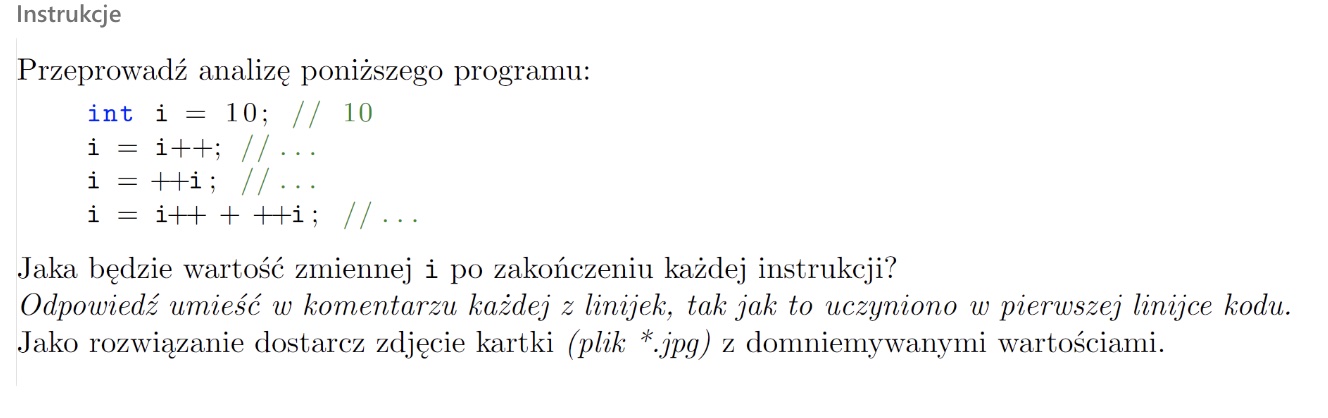 Instrukcje
Przeprowadź analizę poniższego programu:
int i = 10; // 10
i = i++; //...
i = ++i; //...
i = i++ + ++i; //...
Jaka będzie wartość zmiennej i po zakończeniu każdej instrukcji?
Odpowiedź umieść w komentarzu każdej z linijek, tak jak to uczyniono w pierwszej linijce kodu.
Jako rozwiązanie dostarcz zdjęcie kartki (plik *.jpg) z domniemywanymi wartościami.